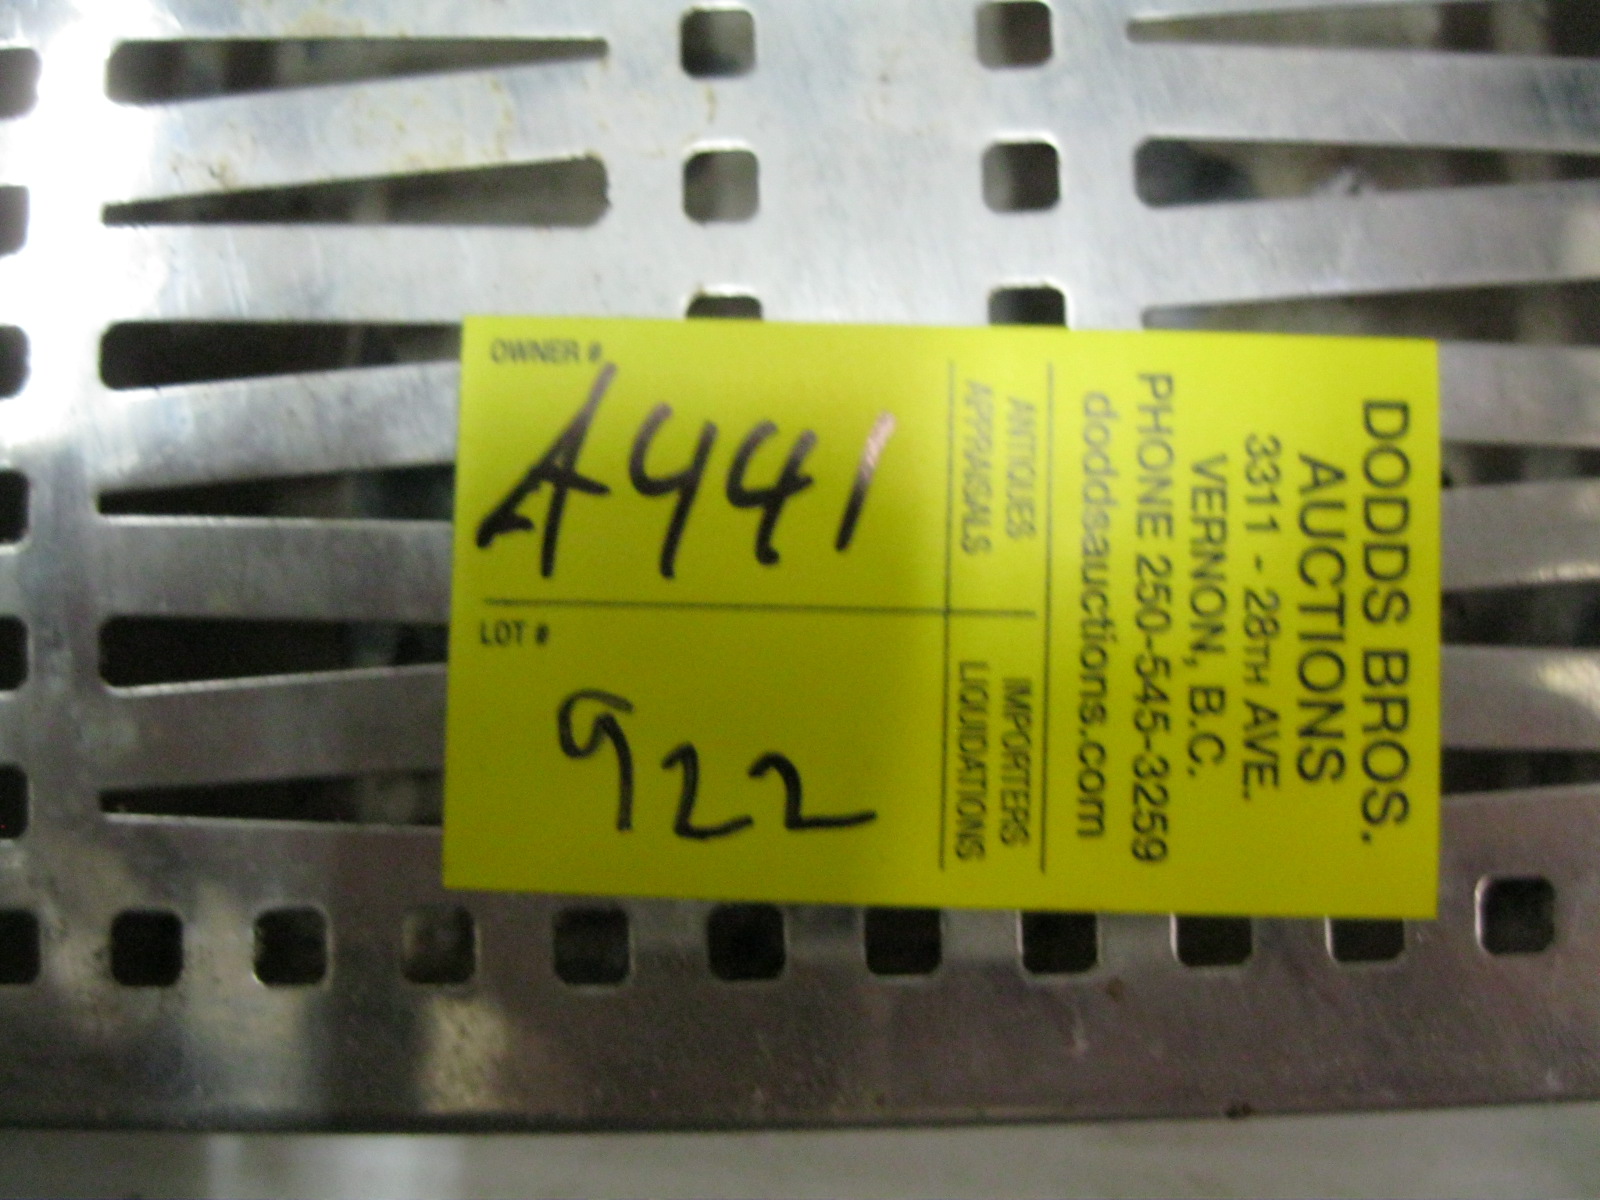 DODDS BROS.
AUCTIONS
3311 - 28TH AVE.
VERNON, B.C.
PHONE 250-545-3259
doddsauctions.com
ANTIQUES
APPRAISALS
IMPORTERS
LIQUIDATIONS
OWNER #
A441
LOT #
922